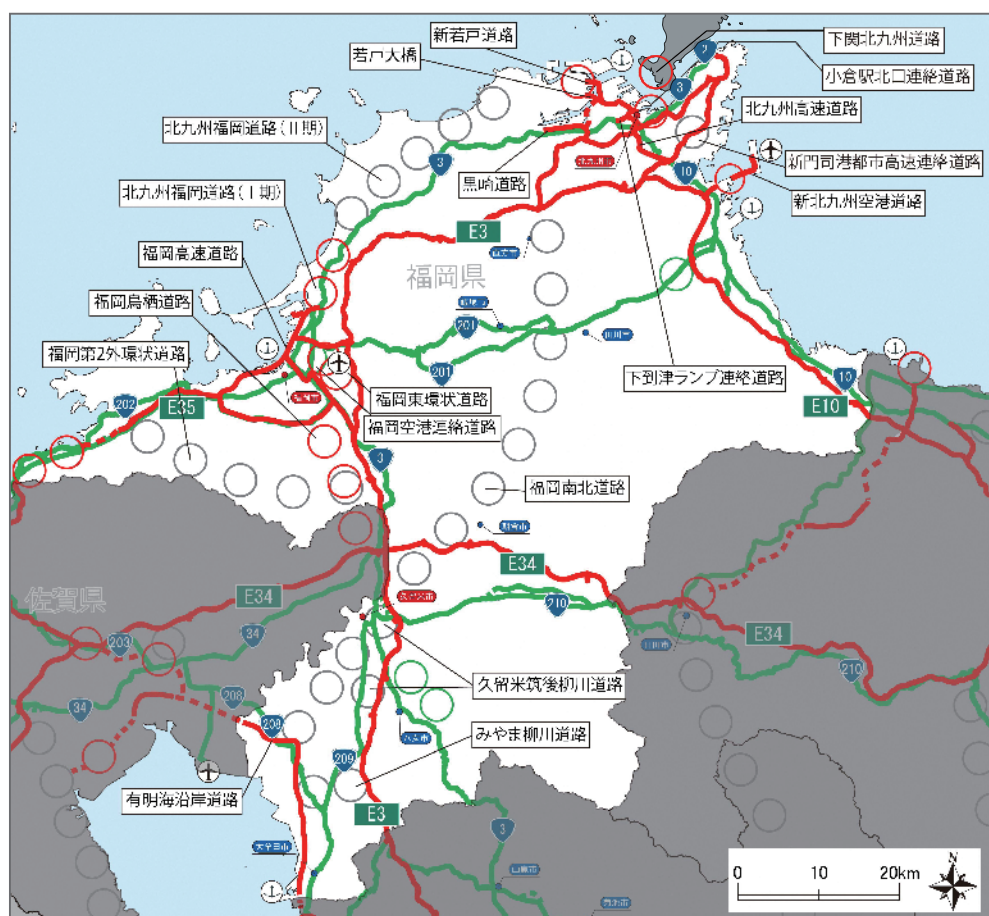 新若戸道路
下関北九州道路
2
若戸大橋
小倉駅北口連絡道路
3
北九州高速道路
北九州福岡道路(Ⅱ期)
3
新門司港都市高速連絡道路
黒崎道路
10
北九州福岡道路(Ⅰ期)
新北九州空港道路
E3
福岡高速道路
福岡県
福岡鳥栖道路
201
福岡第2外環状道路
201
下到津ランプ連絡道路
10
202
E35
福岡東環状道路
E10
福岡空港連絡道路
3
福岡南北道路
E34
佐賀県
E34
210
203
34
E34
210
久留米筑後柳川道路
208
34
208
みやま柳川道路
209
有明海沿岸道路
E3
3
N
0 10 20km